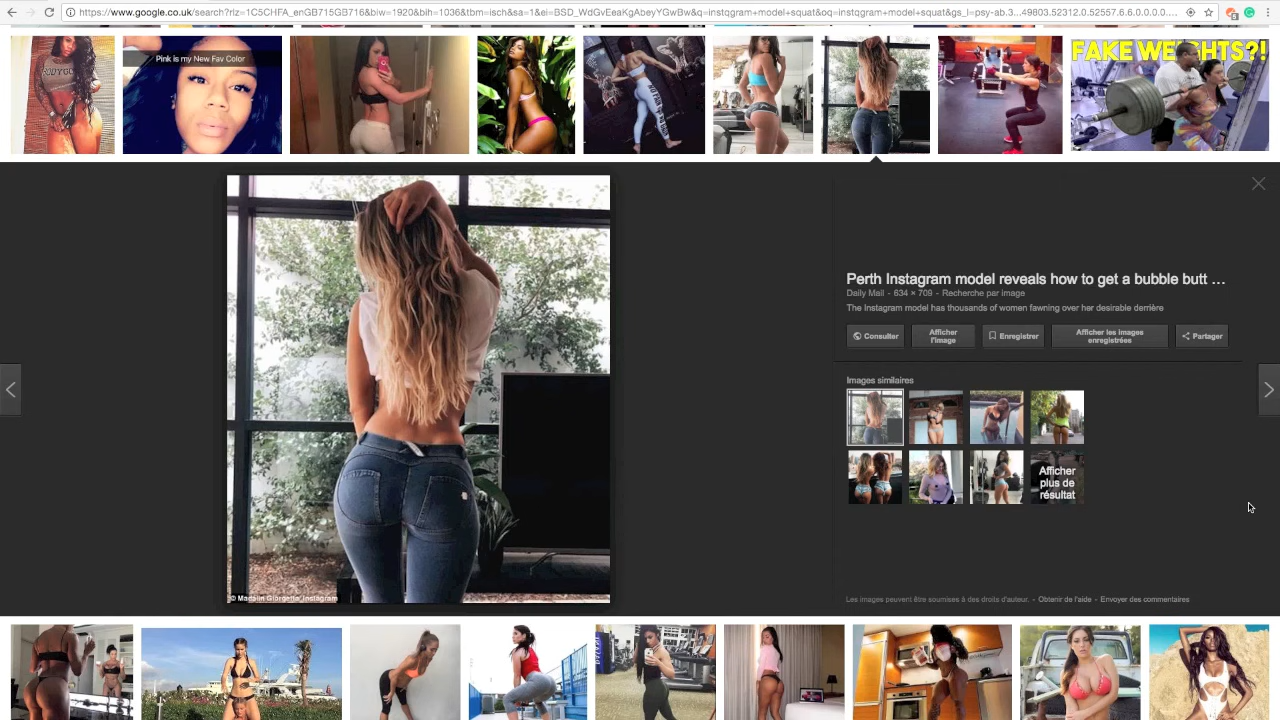 https://www.google.co.uk/search?rlz=1C5CHFA_enGB715GB716&biw=1920&bih=1036&tbm=isch&sa=1&ei=BSD_WdGvEeaKgAbeyYGwBw&q=instqgram+model+squat&oq=instqgram+model+squat&gs_l=psy-ab.3...49803.52312.0.52557.6.6.0.0.0.0....
Pink is my New Fav Color
FAKE WEIGHTS?!
Perth Instagram model reveals how to get a bubble butt ...
Daily Mail - 634 × 709 - Recherche par image
The Instagram model has thousands of women fawning over her desirable derrière
Consulter
Afficher l'image
Enregistrer
Afficher les images enregistrées
Partager
Images similaires
Afficher
plus de
résultat
© Madalin Giorgetta, Instagram
Les images peuvent être soumises à des droits d'auteur. - Obtenir de l'aide - Envoyer des commentaires